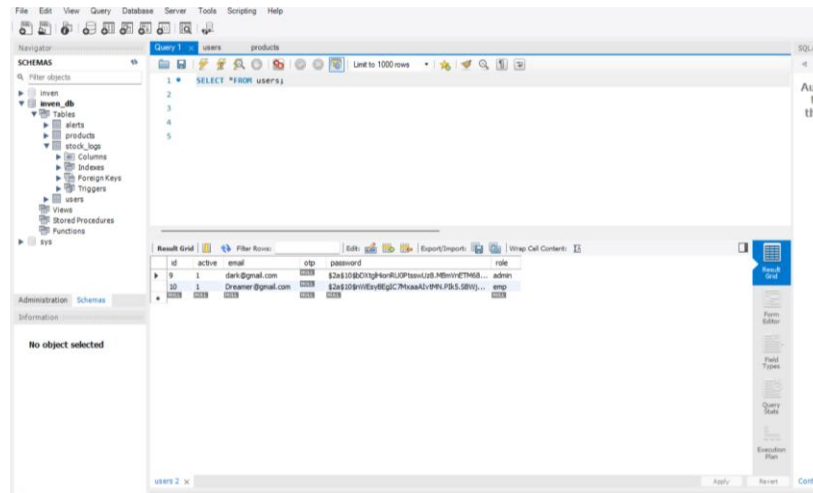 File Edit View Query Database Server Tools Scripting Help
Navigator
SCHEMAS
Filter objects
inven
inven_db
Tables
alerts
products
stock_logs
Columns
Indexes
Foreign Keys
Triggers
users
Views
Stored Procedures
Functions
sys
Administration Schemas
Information
No object selected
Query 1 users products
Limit to 1000 rows
1 SELECT *FROM users;
2
3
4
5
Result Grid Filter Rows: Edit: Export/Import: Wrap Cell Content:
id active email otp password role
9 1 dark@gmail.com NULL admin
10 1 Dreamer@gmail.com NULL emp
NULL NULL NULL NULL NULL NULL
Result Grid
Form Editor
Field Types
Query Stats
Execution Plan
users 2
Apply Revert